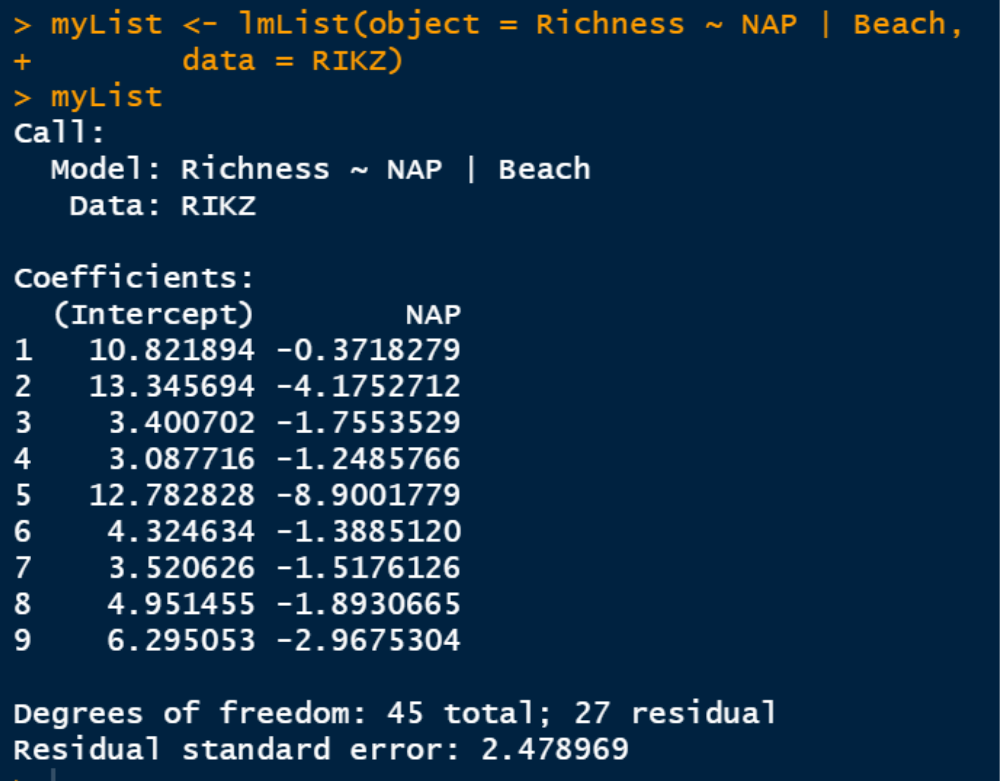 > myList <- lmList(object = Richness ~ NAP | Beach,
+        data = RIKZ)
> myList
Call:
  Model: Richness ~ NAP | Beach
   Data: RIKZ

Coefficients:
  (Intercept)        NAP
1   10.821894 -0.3718279
2   13.345694 -4.1752712
3    3.400702 -1.7553529
4    3.087716 -1.2485766
5   12.782828 -8.9001779
6    4.324634 -1.3885120
7    3.520626 -1.5176126
8    4.951455 -1.8930665
9    6.295053 -2.9675304

Degrees of freedom: 45 total; 27 residual
Residual standard error: 2.478969